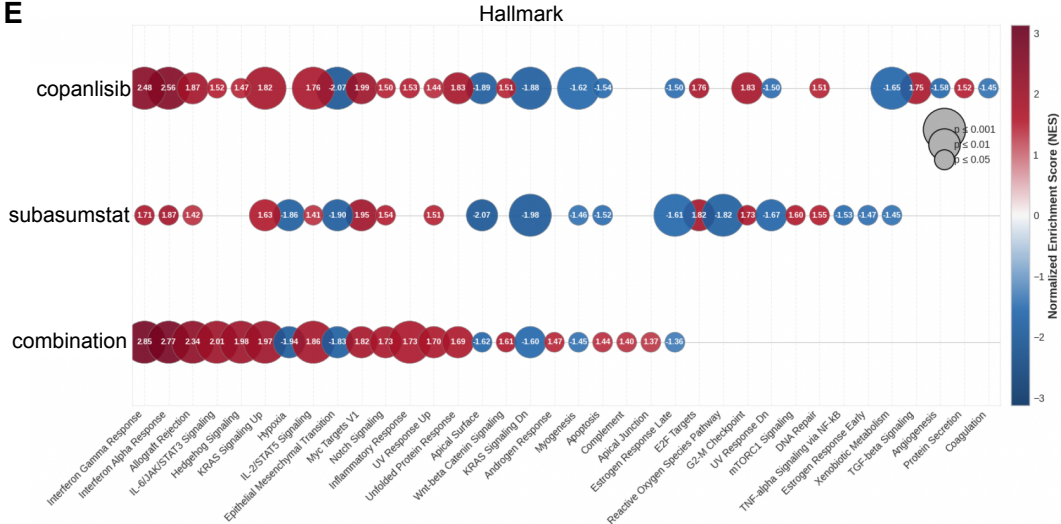 E
Hallmark
copanlisib
2.48 2.56 1.87 1.52 1.47 1.82 1.76 -2.07 1.99 1.50 1.53 1.44 1.83 -1.89 1.51 -1.88 -1.62 -1.54 -1.50 1.76 1.83 -1.50 1.51 -1.65 1.75 -1.58 1.52 -1.45
p ≤ 0.001
p ≤ 0.01
p ≤ 0.05
subasumstat
1.71 1.87 1.42 1.63 -1.86 1.41 -1.90 1.95 1.54 1.51 -2.07 -1.98 -1.46 -1.52 -1.61 1.82 -1.82 1.73 -1.67 1.60 1.55 -1.53 -1.47 -1.45
combination
2.85 2.77 2.34 2.01 1.98 1.97 -1.94 1.86 -1.83 1.82 1.73 1.73 1.70 1.69 -1.62 1.61 -1.60 1.47 -1.45 1.44 1.40 1.37 -1.36
Interferon Gamma Response
Interferon Alpha Response
Allograft Rejection
IL-6/JAK/STAT3 Signaling
Hedgehog Signaling
KRAS Signaling Up
Hypoxia
IL-2/STAT5 Signaling
Epithelial Mesenchymal Transition
Myc Targets V1
Notch Signaling
Inflammatory Response
UV Response Up
Unfolded Protein Response
Apical Surface
Wnt-beta Catenin Signaling
KRAS Signaling Dn
Androgen Response
Myogenesis
Apoptosis
Complement
Apical Junction
Estrogen Response Late
E2F Targets
Reactive Oxygen Species Pathway
G2-M Checkpoint
UV Response Dn
mTORC1 Signaling
DNA Repair
TNF-alpha Signaling via NF-kB
Estrogen Response Early
Xenobiotic Metabolism
TGF-beta Signaling
Angiogenesis
Protein Secretion
Coagulation
3
2
1
0
−1
−2
−3
Normalized Enrichment Score (NES)